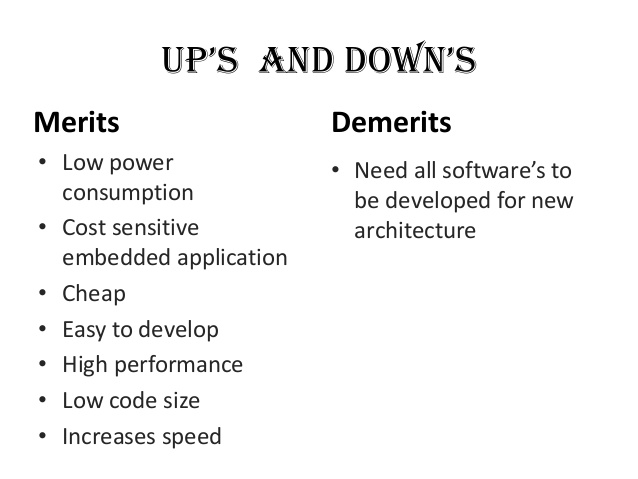 UP'S AND DOWN'S
Merits
• Low power
consumption
• Cost sensitive
embedded application
• Cheap
• Easy to develop
• High performance
• Low code size
• Increases speed
Demerits
• Need all software's to
be developed for new
architecture